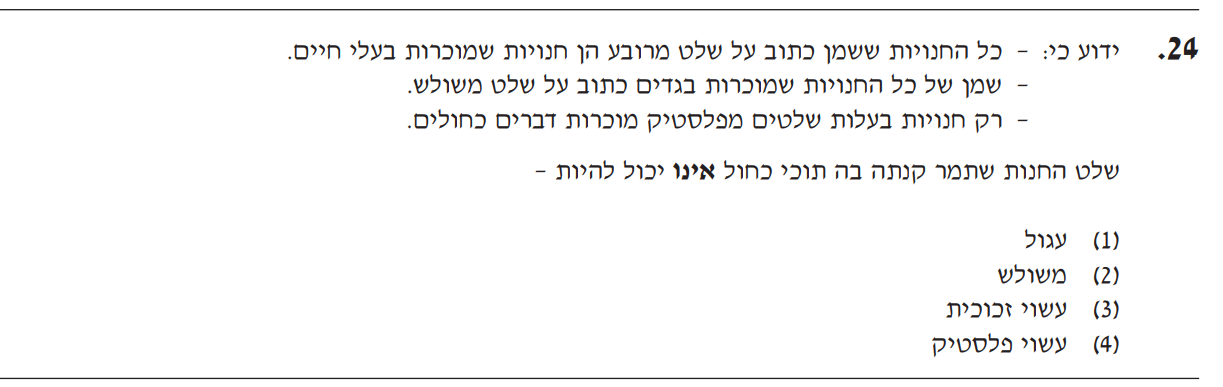 24. ידוע כי: - כל החנויות ששמן כתוב על שלט מרובע הן חנויות שמוכרות בעלי חיים.
- שמן של כל החנויות שמוכרות בגדים כתוב על שלט משולש.
- רק חנויות בעלות שלטים מפלסטיק מוכרות דברים כחולים.
שלט החנות שתמר קנתה בה תוכי כחול אינו יכול להיות -
(1) עגול
(2) משולש
(3) עשוי זכוכית
(4) עשוי פלסטיק